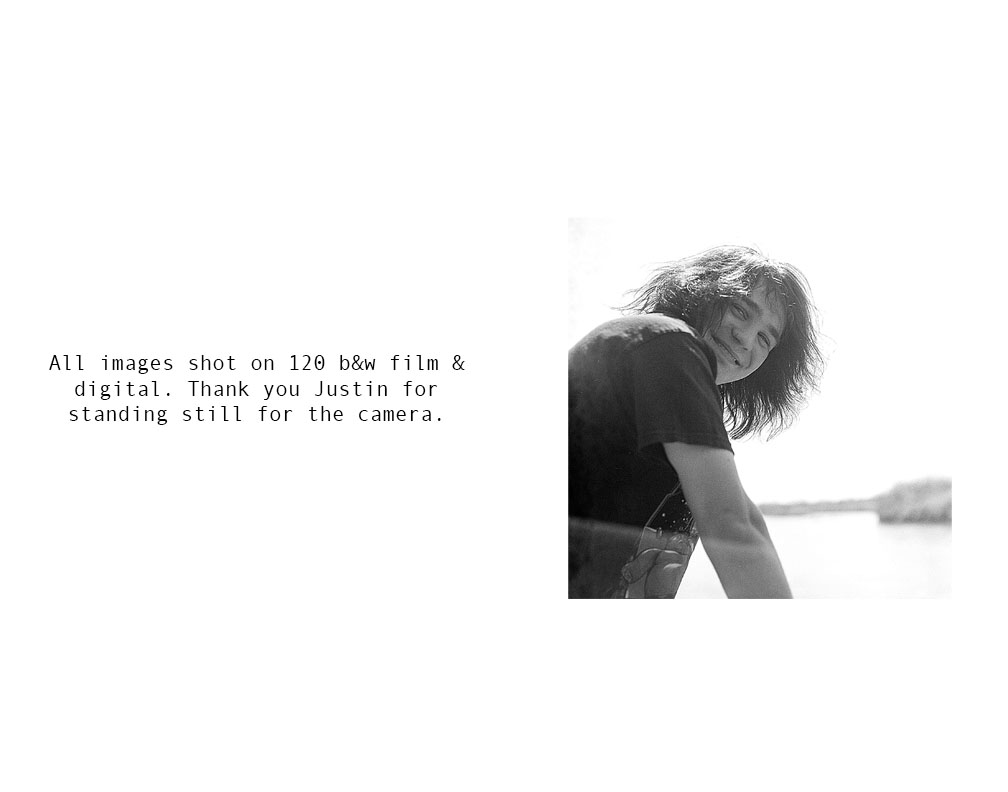 All images shot on 120 b&w film &
digital. Thank you Justin for
standing still for the camera.